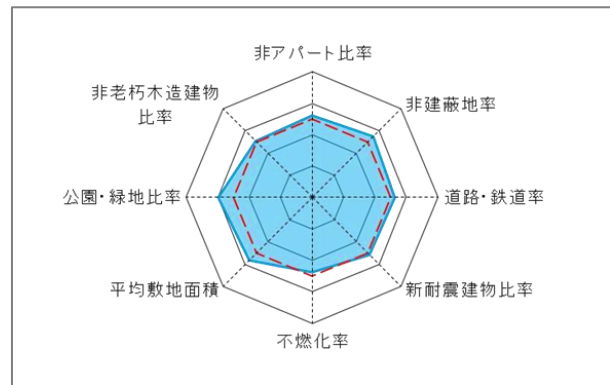 非アパート比率
非老朽木造建物
比率
非建蔽地率
公園・緑地比率
道路・鉄道率
平均敷地面積
新耐震建物比率
不燃化率